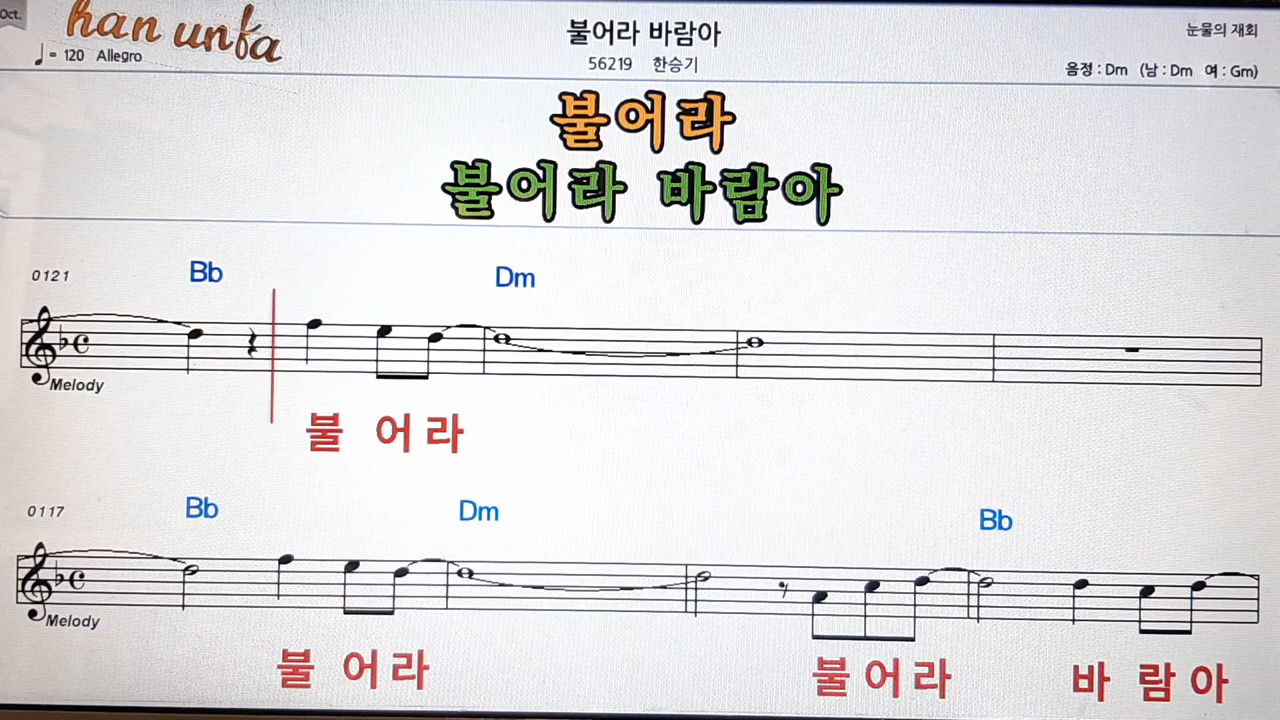 Oct.
han unfa
♩ = 120 Allegro
불어라 바람아
56219 한승기
눈물의 재회
음정 : Dm (남 : Dm 여 : Gm)
불어라
불어라 바람아
0121 Bb Dm
Melody
불 어 라
0117 Bb Dm Bb
Melody
불 어 라 불 어 라 바 람 아